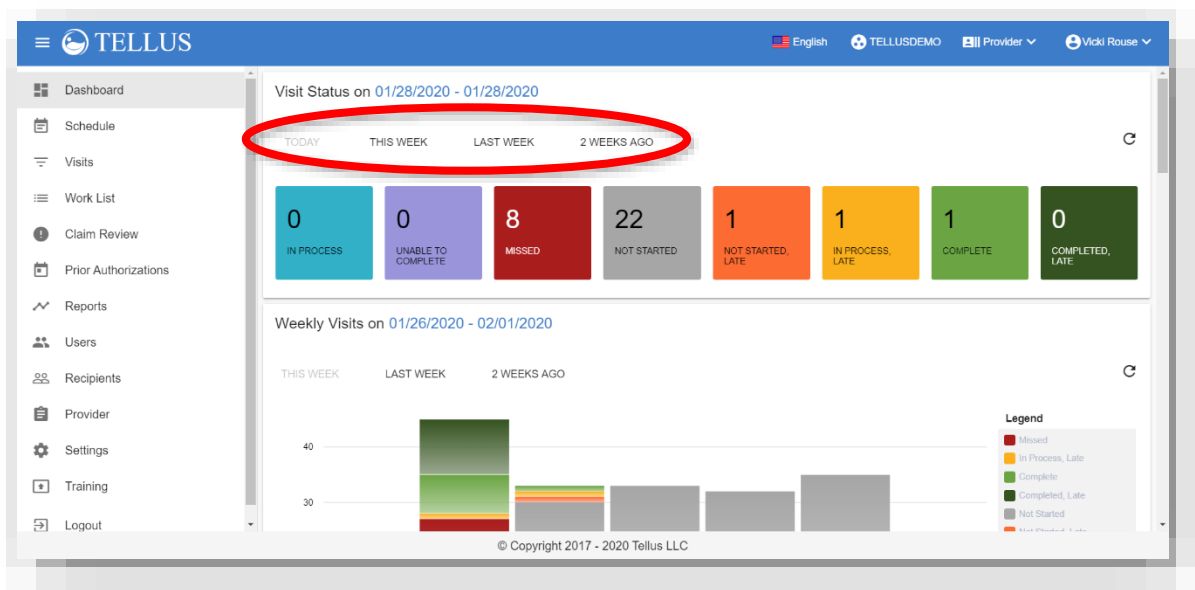 TELLUS
English
TELLUSDEMO
Provider
Vicki Rouse
Dashboard
Schedule
Visits
Work List
Claim Review
Prior Authorizations
Reports
Users
Recipients
Provider
Settings
Training
Logout
Visit Status on 01/28/2020 - 01/28/2020
TODAY THIS WEEK LAST WEEK 2 WEEKS AGO
0
IN PROCESS
0
UNABLE TO
COMPLETE
8
MISSED
22
NOT STARTED
1
NOT STARTED,
LATE
1
IN PROCESS,
LATE
1
COMPLETE
0
COMPLETED,
LATE
Weekly Visits on 01/26/2020 - 02/01/2020
THIS WEEK LAST WEEK 2 WEEKS AGO
40
30
Legend
Missed
In Process, Late
Complete
Completed, Late
Not Started
Not Started, Late
© Copyright 2017 - 2020 Tellus LLC